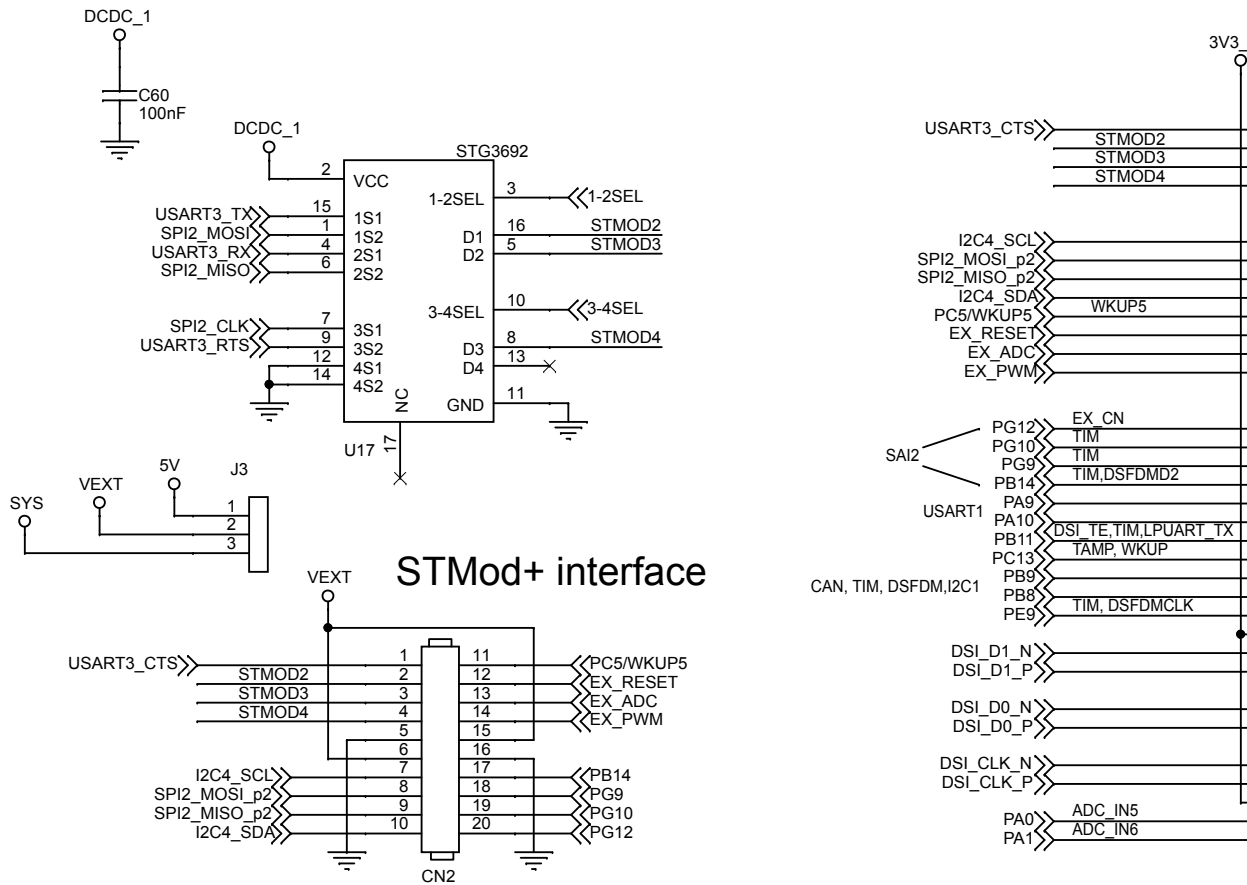 DCDC_1
C60
100nF
DCDC_1
STG3692
2
VCC
3
1-2SEL
1-2SEL
USART3_TX
15
1S1
SPI2_MOSI
1
1S2
16
D1
STMOD2
USART3_RX
4
2S1
5
D2
STMOD3
SPI2_MISO
6
2S2
10
3-4SEL
3-4SEL
SPI2_CLK
7
3S1
USART3_RTS
9
3S2
8
D3
STMOD4
12
4S1
13
D4
14
4S2
NC
GND
11
U17
17
SYS
VEXT
5V
J3
1
2
3
STMod+ interface
VEXT
USART3_CTS
1
11
PC5/WKUP5
STMOD2
2
12
EX_RESET
STMOD3
3
13
EX_ADC
STMOD4
4
14
EX_PWM
5
15
6
16
I2C4_SCL
7
17
PB14
SPI2_MOSI_p2
8
18
PG9
SPI2_MISO_p2
9
19
PG10
I2C4_SDA
10
20
PG12
CN2
3V3_
USART3_CTS
STMOD2
STMOD3
STMOD4
I2C4_SCL
SPI2_MOSI_p2
SPI2_MISO_p2
I2C4_SDA
PC5/WKUP5
WKUP5
EX_RESET
EX_ADC
EX_PWM
SAI2
PG12
EX_CN
PG10
TIM
PG9
TIM
PB14
TIM,DSFDMD2
USART1
PA9
PA10
PB11
DSI_TE,TIM,LPUART_TX
PC13
TAMP, WKUP
CAN, TIM, DSFDM,I2C1
PB9
PB8
PE9
TIM, DSFDMCLK
DSI_D1_N
DSI_D1_P
DSI_D0_N
DSI_D0_P
DSI_CLK_N
DSI_CLK_P
PA0
ADC_IN5
PA1
ADC_IN6